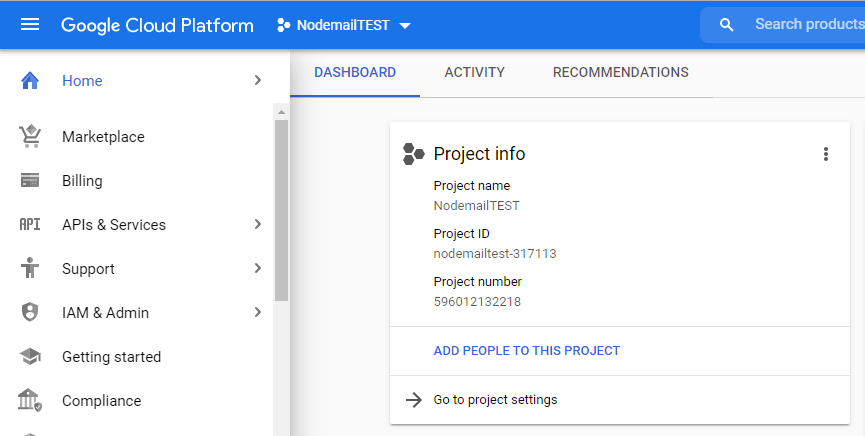 Google Cloud Platform
NodemailTEST
Search products
Home
Marketplace
Billing
API
APIs & Services
Support
IAM & Admin
Getting started
Compliance
DASHBOARD
ACTIVITY
RECOMMENDATIONS
Project info
Project name
NodemailTEST
Project ID
nodemailtest-317113
Project number
596012132218
ADD PEOPLE TO THIS PROJECT
Go to project settings